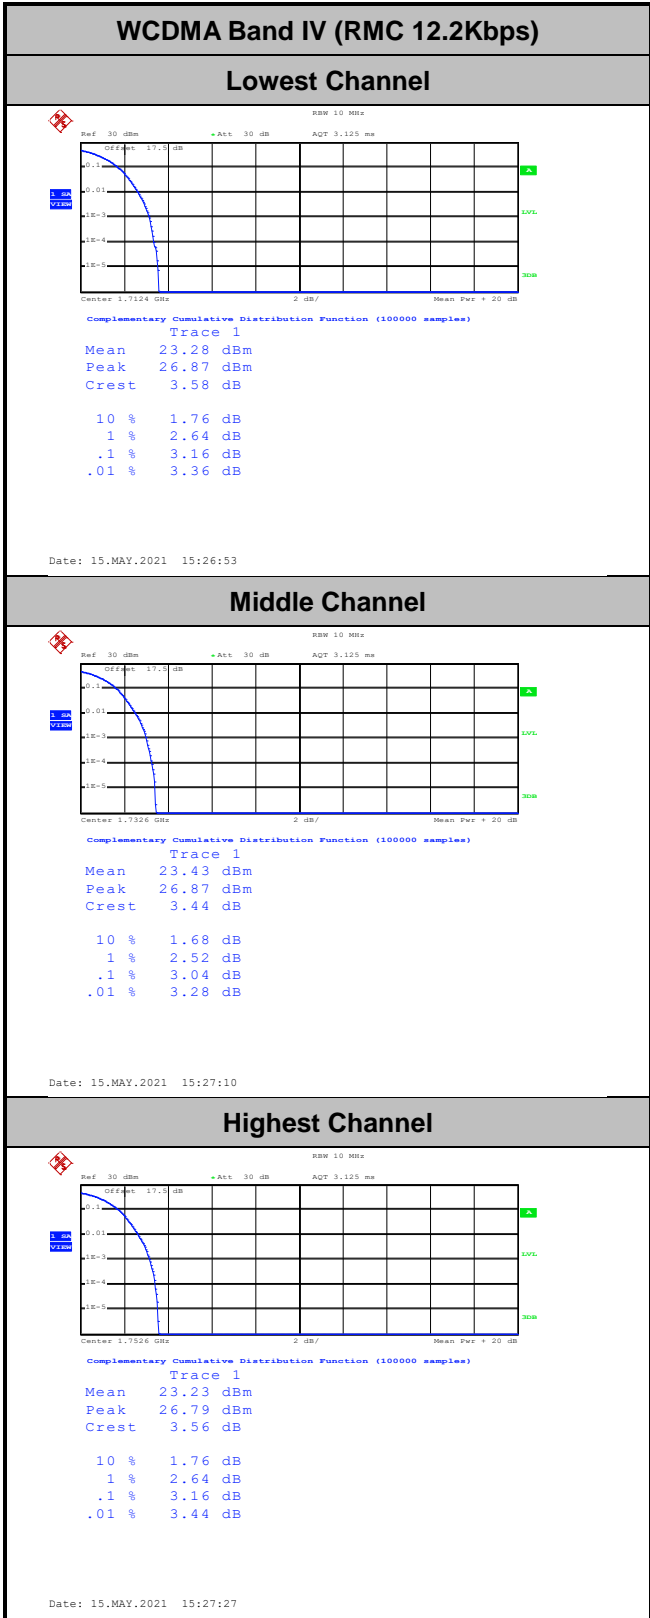 WCDMA Band IV (RMC 12.2Kbps)
Lowest Channel
RBW 10 MHz
Ref 30 dBm *Att 30 dB AQT 3.125 ms
Offset 17.5 dB
0.1
A
0.01
1 SA
VIEW
1E-3
LVL
1E-4
1E-5
3DB
Center 1.7124 GHz 2 dB/ Mean Pwr + 20 dB
Complementary Cumulative Distribution Function (100000 samples)
Trace 1
Mean 23.28 dBm
Peak 26.87 dBm
Crest 3.58 dB
10 % 1.76 dB
1 % 2.64 dB
.1 % 3.16 dB
.01 % 3.36 dB
Date: 15.MAY.2021 15:26:53
Middle Channel
RBW 10 MHz
Ref 30 dBm *Att 30 dB AQT 3.125 ms
Offset 17.5 dB
0.1
A
0.01
1 SA
VIEW
1E-3
LVL
1E-4
1E-5
3DB
Center 1.7326 GHz 2 dB/ Mean Pwr + 20 dB
Complementary Cumulative Distribution Function (100000 samples)
Trace 1
Mean 23.43 dBm
Peak 26.87 dBm
Crest 3.44 dB
10 % 1.68 dB
1 % 2.52 dB
.1 % 3.04 dB
.01 % 3.28 dB
Date: 15.MAY.2021 15:27:10
Highest Channel
RBW 10 MHz
Ref 30 dBm *Att 30 dB AQT 3.125 ms
Offset 17.5 dB
0.1
A
0.01
1 SA
VIEW
1E-3
LVL
1E-4
1E-5
3DB
Center 1.7526 GHz 2 dB/ Mean Pwr + 20 dB
Complementary Cumulative Distribution Function (100000 samples)
Trace 1
Mean 23.23 dBm
Peak 26.79 dBm
Crest 3.56 dB
10 % 1.76 dB
1 % 2.64 dB
.1 % 3.16 dB
.01 % 3.44 dB
Date: 15.MAY.2021 15:27:27